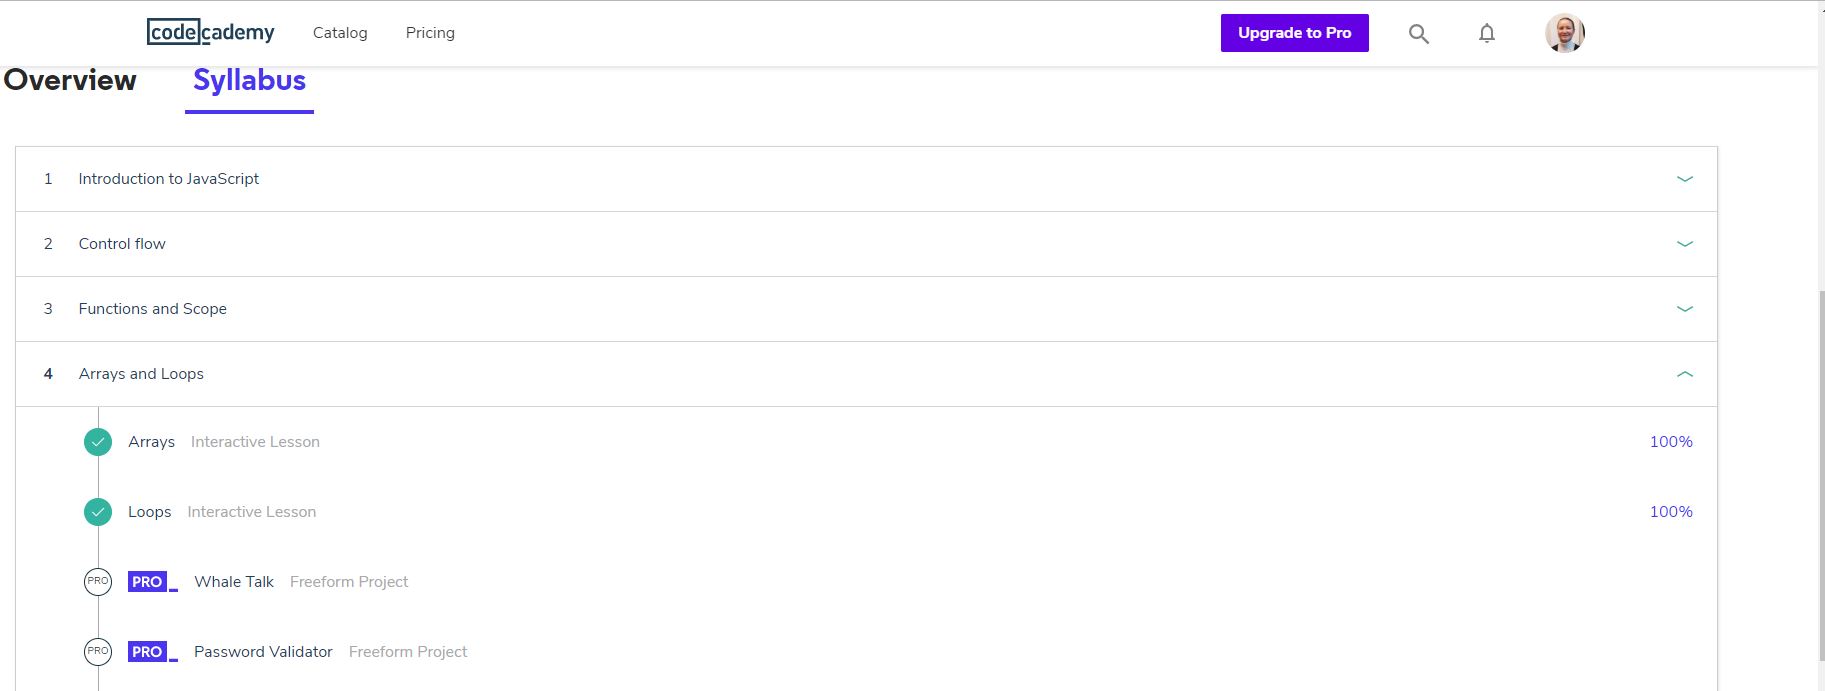 codecademy Catalog Pricing Upgrade to Pro
Overview Syllabus
1 Introduction to JavaScript
2 Control flow
3 Functions and Scope
4 Arrays and Loops
Arrays Interactive Lesson 100%
Loops Interactive Lesson 100%
PRO PRO_ Whale Talk Freeform Project
PRO PRO_ Password Validator Freeform Project